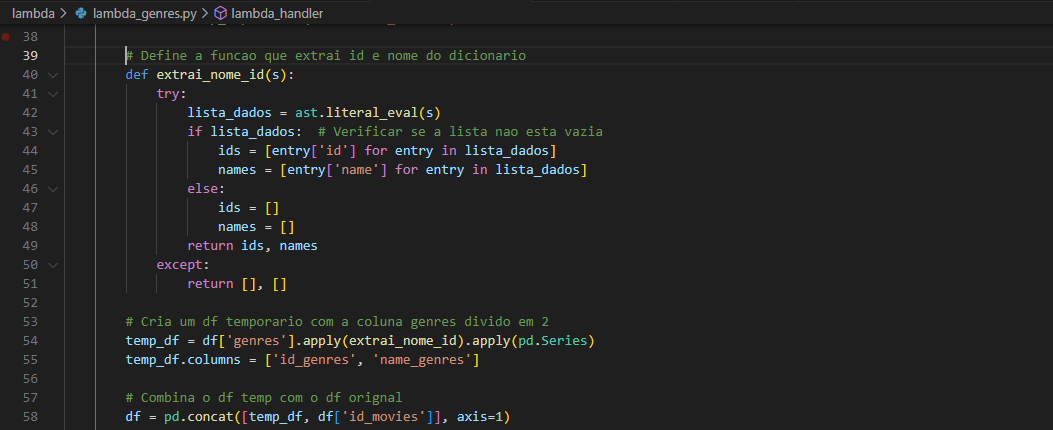 lambda > lambda_genres.py > lambda_handler
38
39 # Define a funcao que extrai id e nome do dicionario
40 def extrai_nome_id(s):
41 try:
42 lista_dados = ast.literal_eval(s)
43 if lista_dados:  # Verificar se a lista nao esta vazia
44 ids = [entry['id'] for entry in lista_dados]
45 names = [entry['name'] for entry in lista_dados]
46 else:
47 ids = []
48 names = []
49 return ids, names
50 except:
51 return [], []
52
53 # Cria um df temporario com a coluna genres divido em 2
54 temp_df = df['genres'].apply(extrai_nome_id).apply(pd.Series)
55 temp_df.columns = ['id_genres', 'name_genres']
56
57 # Combina o df temp com o df orignal
58 df = pd.concat([temp_df, df['id_movies']], axis=1)